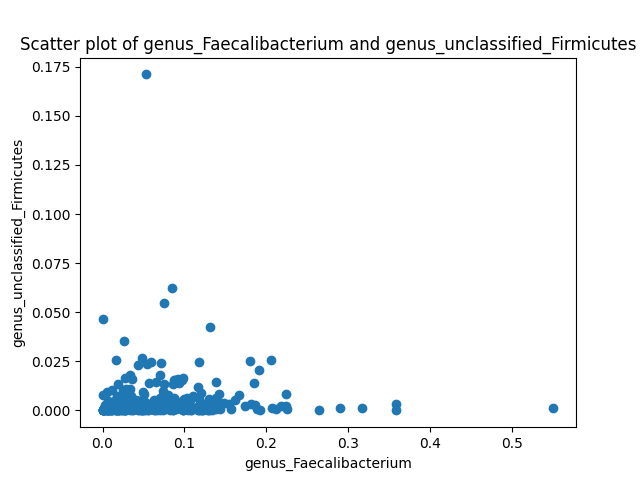 Scatter plot of genus_Faecalibacterium and genus_unclassified_Firmicutes
0.175
0.150
0.125
0.100
0.075
0.050
0.025
0.000
genus_unclassified_Firmicutes
0.0 0.1 0.2 0.3 0.4 0.5
genus_Faecalibacterium